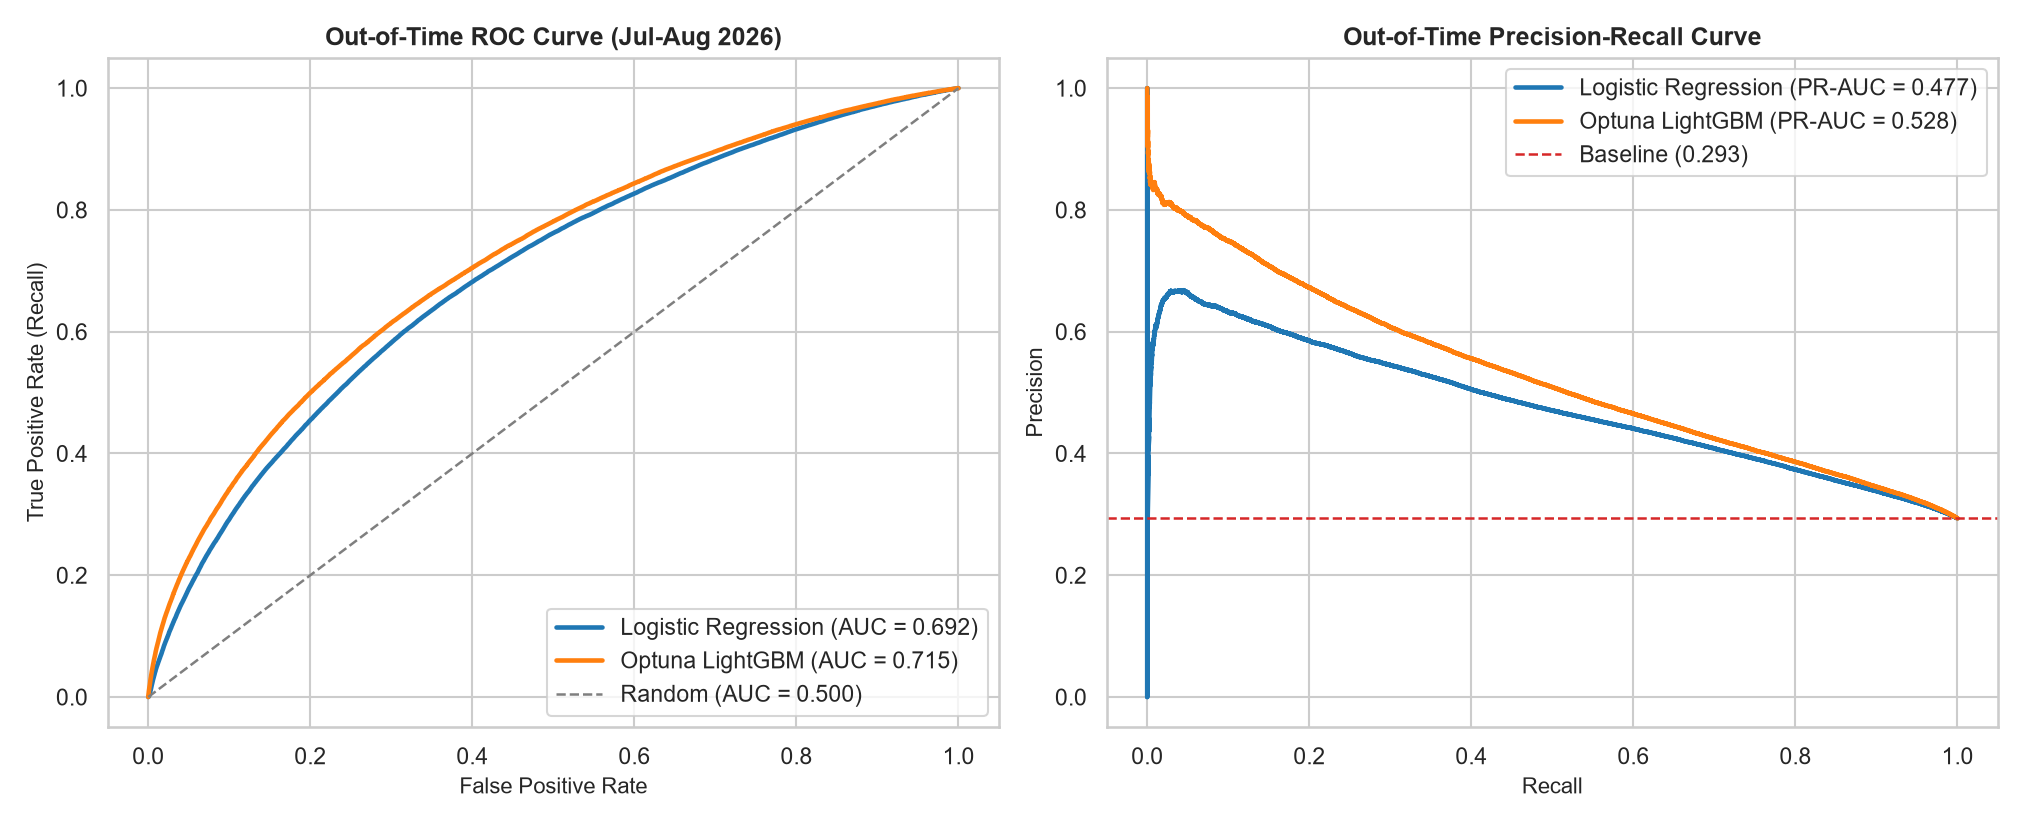 Out-of-Time ROC Curve (Jul-Aug 2026)
True Positive Rate (Recall)
1.0
0.8
0.6
0.4
0.2
0.0
Logistic Regression (AUC = 0.692)
Optuna LightGBM (AUC = 0.715)
Random (AUC = 0.500)
0.0 0.2 0.4 0.6 0.8 1.0
False Positive Rate
Out-of-Time Precision-Recall Curve
Precision
1.0
0.8
0.6
0.4
0.2
0.0
Logistic Regression (PR-AUC = 0.477)
Optuna LightGBM (PR-AUC = 0.528)
Baseline (0.293)
0.0 0.2 0.4 0.6 0.8 1.0
Recall